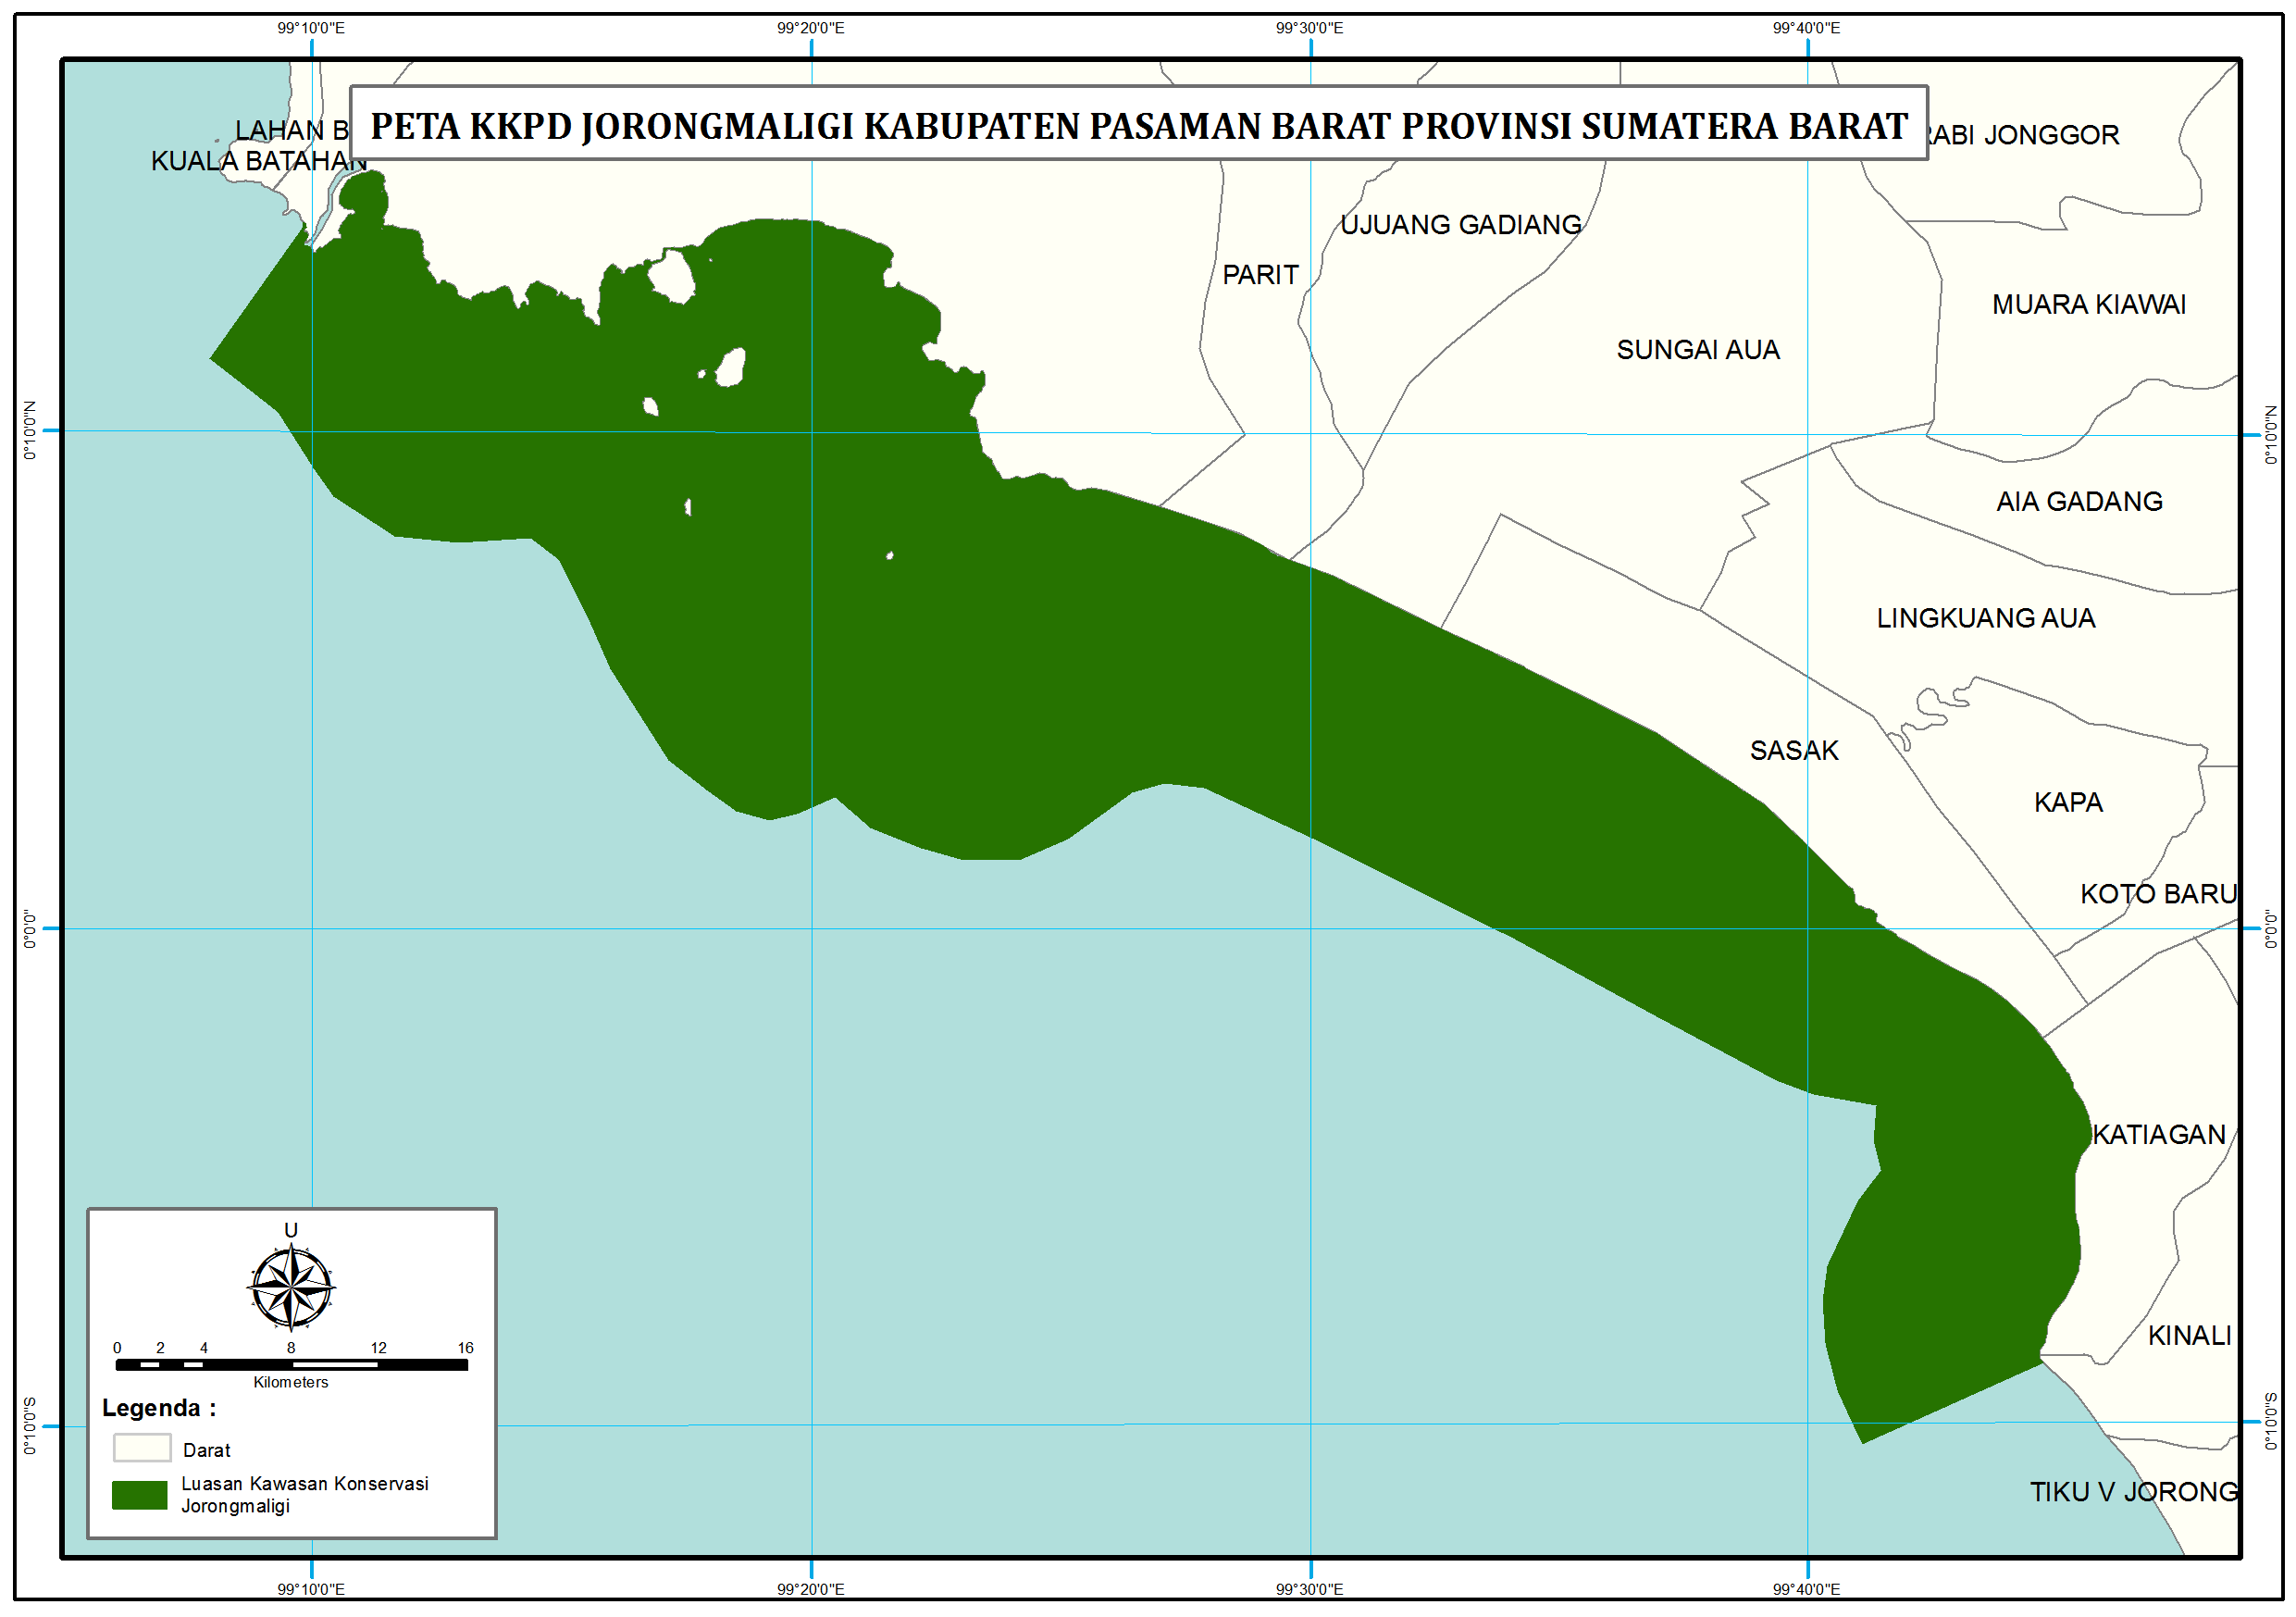 99°10'0"E
99°20'0"E
99°30'0"E
99°40'0"E
PETA KKPD JORONGMALIGI KABUPATEN PASAMAN BARAT PROVINSI SUMATERA BARAT
LAHAN B
RABI JONGGOR
KUALA BATAHAN
UJUANG GADIANG
PARIT
MUARA KIAWAI
SUNGAI AUA
0°10'0"N
0°10'0"N
AIA GADANG
LINGKUANG AUA
SASAK
KAPA
KOTO BARU
0°0'0"
0°0'0"
KATIAGAN
KINALI
0°10'0"S
0°10'0"S
TIKU V JORONG
U
0 2 4 8 12 16
Kilometers
Legenda :
Darat
Luasan Kawasan Konservasi
Jorongmaligi
99°10'0"E
99°20'0"E
99°30'0"E
99°40'0"E